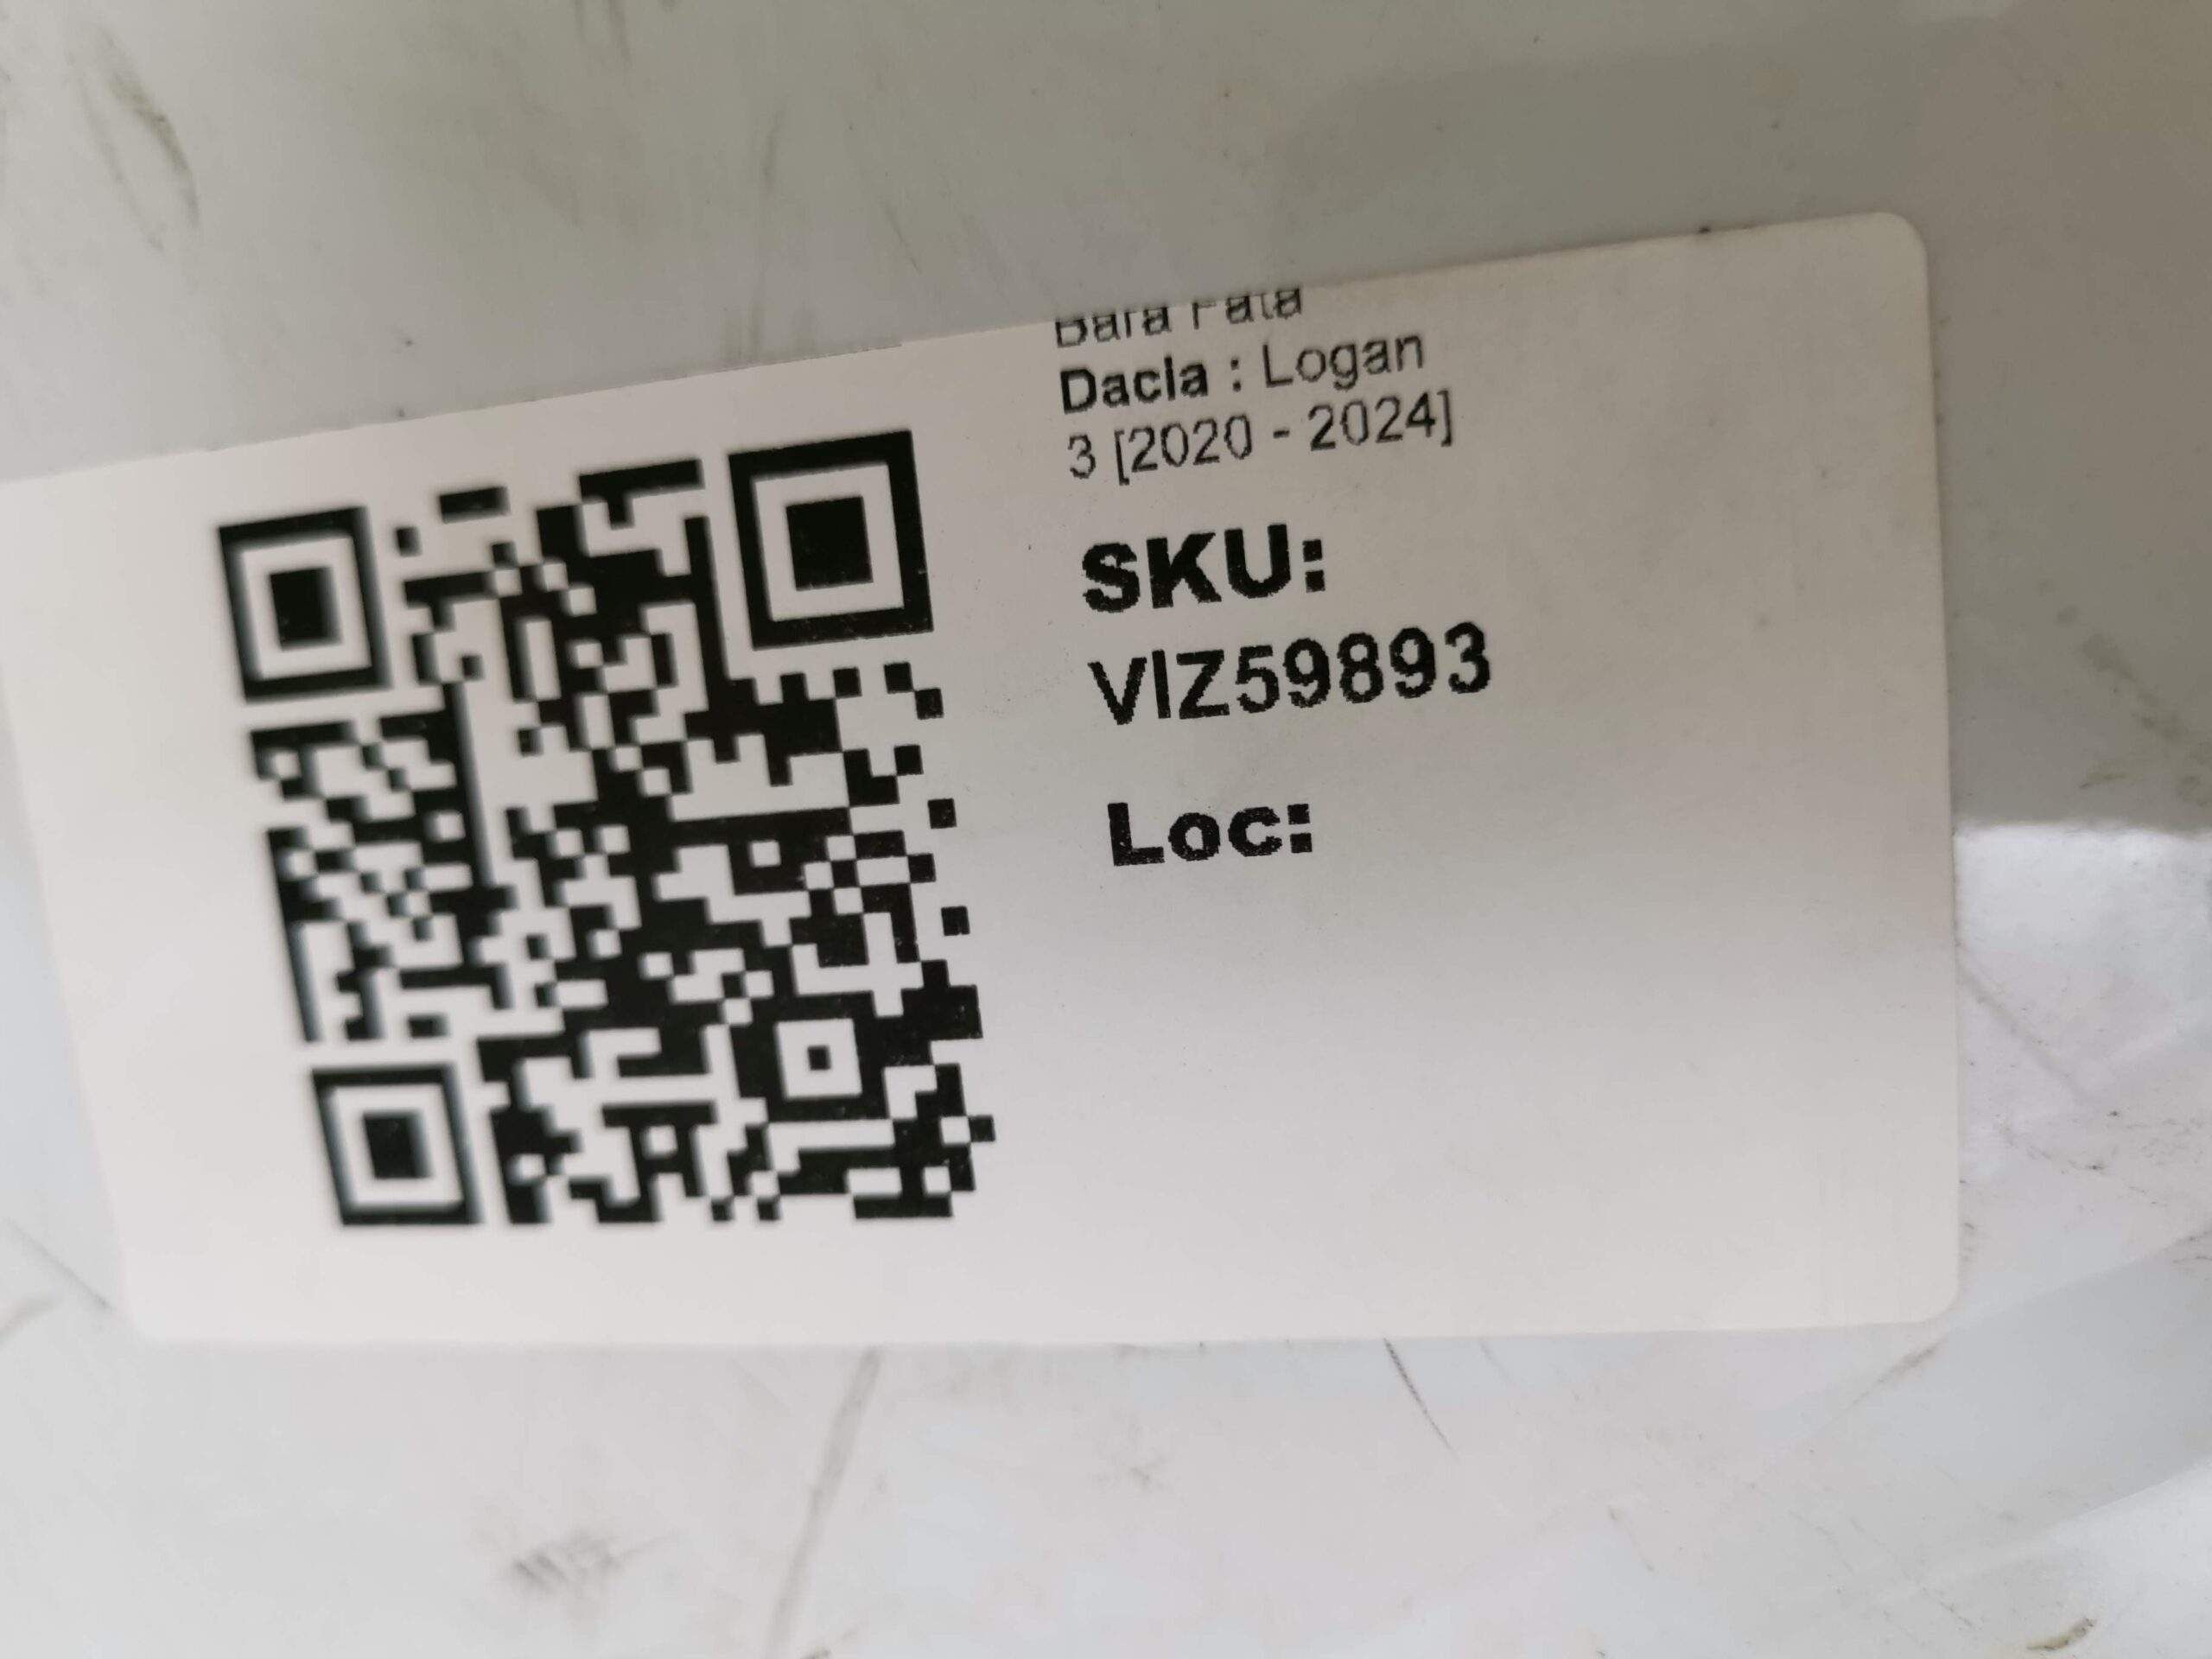 Bara Fata
Dacia : Logan
3 [2020 - 2024]
SKU:
VIZ59893
Loc: